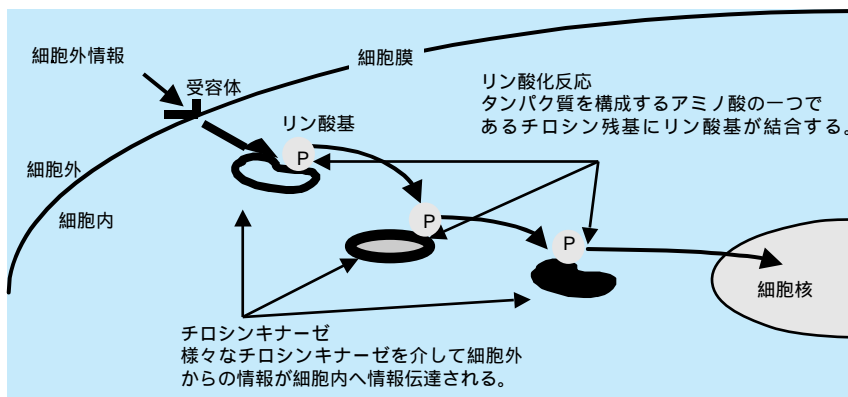 細胞外情報
受容体
細胞膜
リン酸化反応
タンパク質を構成するアミノ酸の一つで
あるチロシン残基にリン酸基が結合する。
リン酸基
P
細胞外
細胞内
P
P
細胞核
チロシンキナーゼ
様々なチロシンキナーゼを介して細胞外
からの情報が細胞内へ情報伝達される。